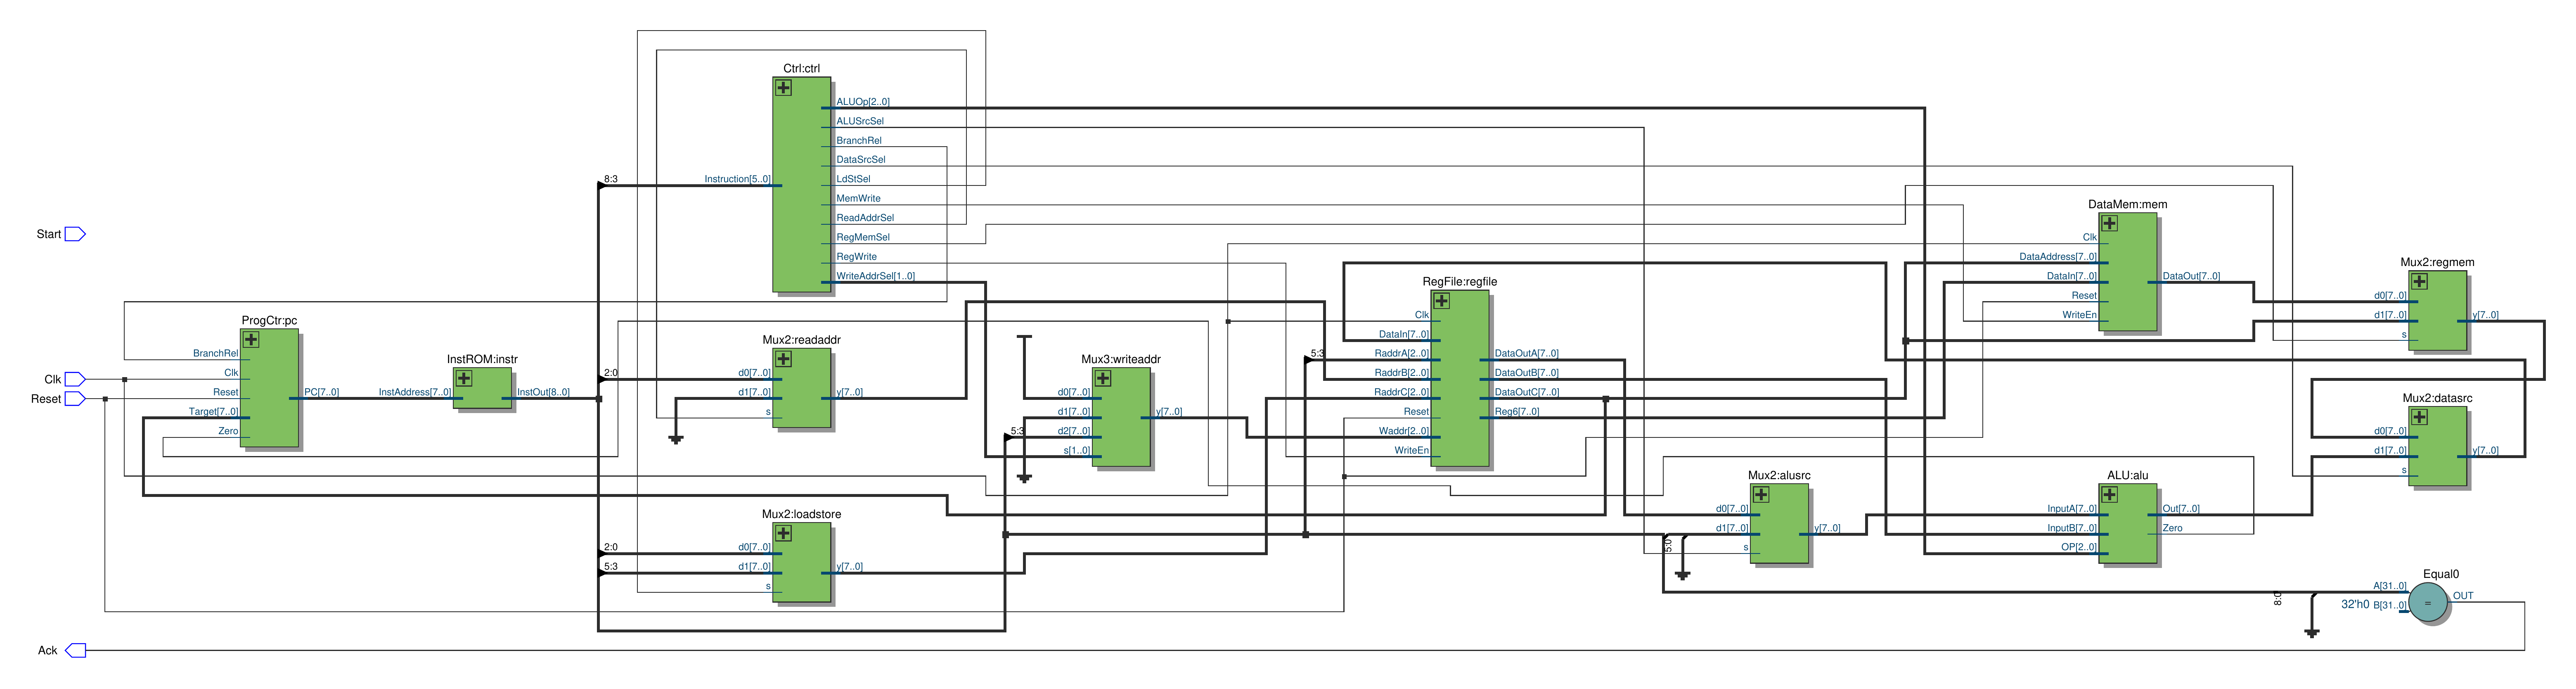 Start
Clk
Reset
Ack
ProgCtr:pc
BranchRel
Clk
Reset
Target[7..0]
Zero
PC[7..0]
InstROM:instr
InstAddress[7..0]
InstOut[8..0]
8:3
2:0
2:0
5:3
Ctrl:ctrl
Instruction[5..0]
ALUOp[2..0]
ALUSrcSel
BranchRel
DataSrcSel
LdStSel
MemWrite
ReadAddrSel
RegMemSel
RegWrite
WriteAddrSel[1..0]
Mux2:readaddr
d0[7..0]
d1[7..0]
s
y[7..0]
Mux2:loadstore
d0[7..0]
d1[7..0]
s
y[7..0]
Mux3:writeaddr
5:3
d0[7..0]
d1[7..0]
d2[7..0]
s[1..0]
y[7..0]
RegFile:regfile
5:3
Clk
DataIn[7..0]
RaddrA[2..0]
RaddrB[2..0]
RaddrC[2..0]
Reset
Waddr[2..0]
WriteEn
DataOutA[7..0]
DataOutB[7..0]
DataOutC[7..0]
Reg6[7..0]
Mux2:alusrc
5:0
d0[7..0]
d1[7..0]
s
y[7..0]
DataMem:mem
Clk
DataAddress[7..0]
DataIn[7..0]
Reset
WriteEn
DataOut[7..0]
ALU:alu
InputA[7..0]
InputB[7..0]
OP[2..0]
Out[7..0]
Zero
Mux2:regmem
d0[7..0]
d1[7..0]
s
y[7..0]
Mux2:datasrc
d0[7..0]
d1[7..0]
s
y[7..0]
Equal0
8:0
A[31..0]
32'h0 B[31..0]
=
OUT